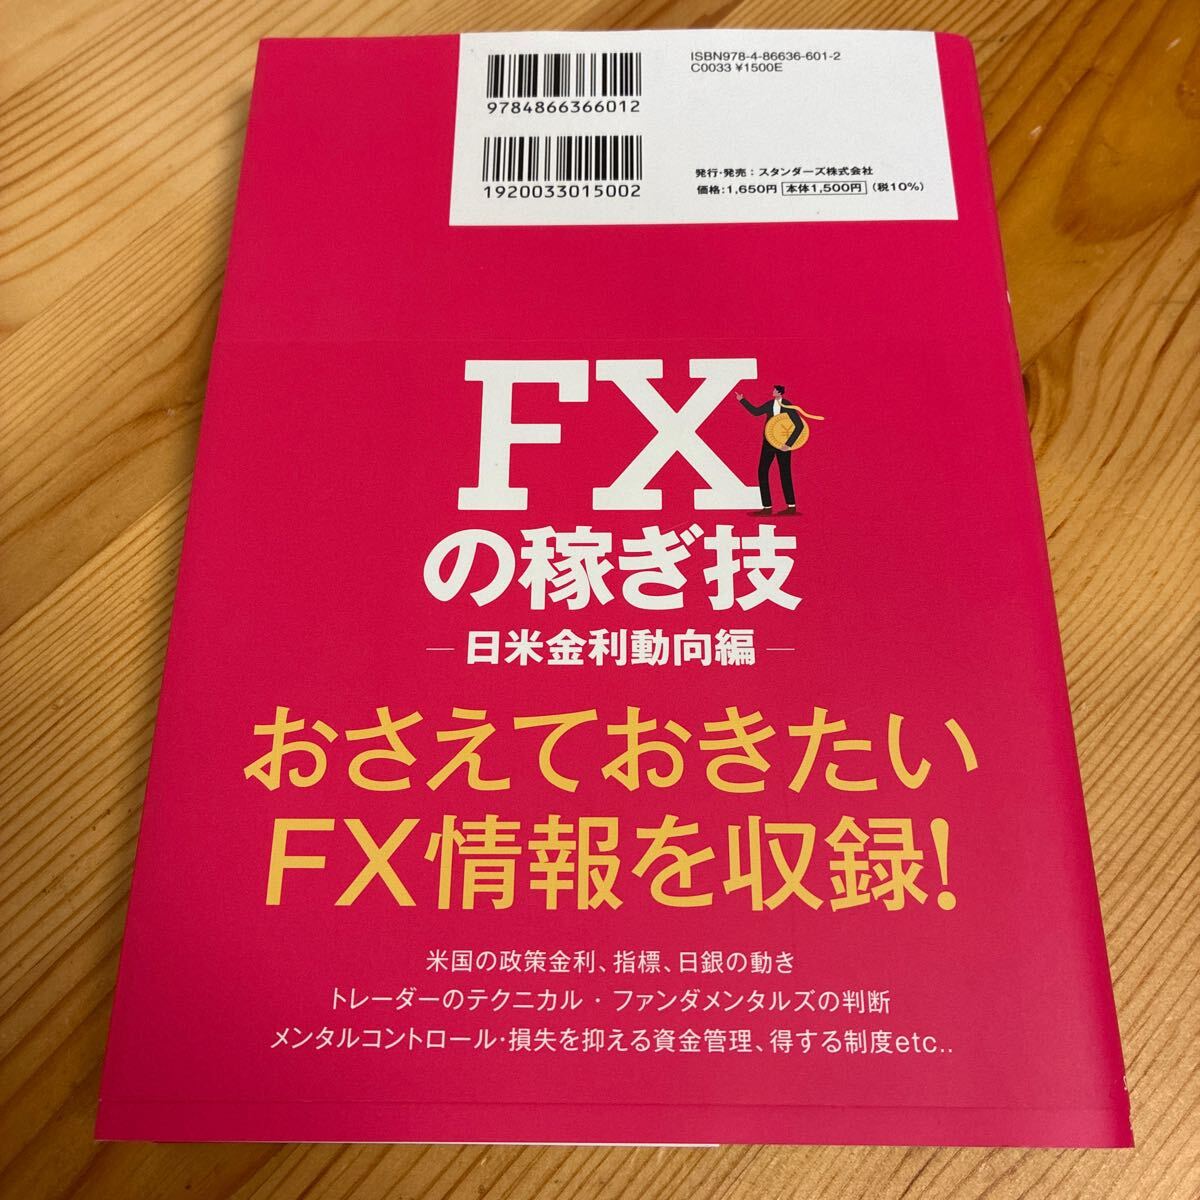 ISBN978-4-86636-601-2
C0033 ¥1500E
9784866366012
1920033015002
発行・発売：スタンダーズ株式会社
価格：1,650円 本体1,500円（税10%）
FX
の稼ぎ技
日米金利動向編
おさえておきたい
FX情報を収録！
米国の政策金利、指標、日銀の動き
トレーダーのテクニカル・ファンダメンタルズの判断
メンタルコントロール・損失を抑える資金管理、得する制度etc..